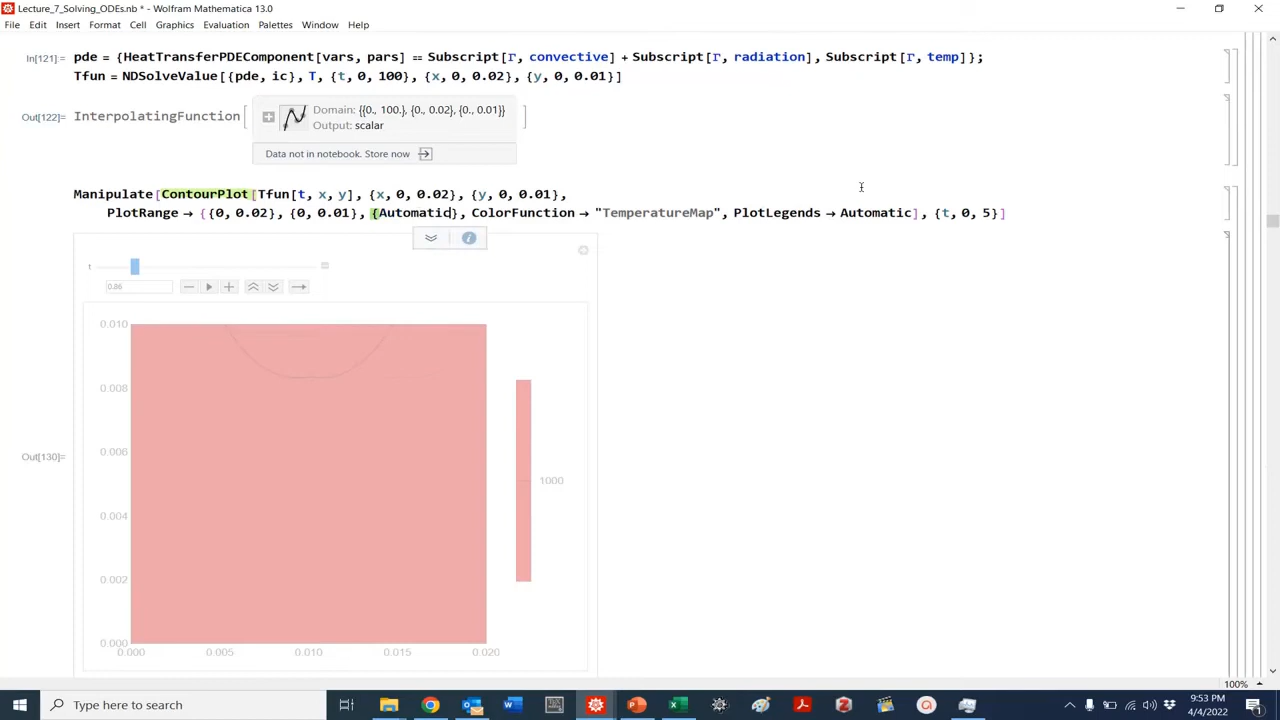 Lecture_7_Solving_ODEs.nb * - Wolfram Mathematica 13.0
File Edit Insert Format Cell Graphics Evaluation Palettes Window Help
In[121]:= pde = {HeatTransferPDEComponent[vars, pars] == Subscript[Γ, convective] + Subscript[Γ, radiation], Subscript[Γ, temp]};
Tfun = NDSolveValue[{pde, ic}, T, {t, 0, 100}, {x, 0, 0.02}, {y, 0, 0.01}]
Out[122]= InterpolatingFunction[
Domain: {{0., 100.}, {0., 0.02}, {0., 0.01}}
Output: scalar
]
Data not in notebook. Store now
Manipulate[ContourPlot[Tfun[t, x, y], {x, 0, 0.02}, {y, 0, 0.01},
PlotRange → {{0, 0.02}, {0, 0.01}, {Automatic}, ColorFunction → "TemperatureMap", PlotLegends → Automatic], {t, 0, 5}]
1
0.86
0.010
0.008
0.006
0.004
0.002
0.000
0.000 0.005 0.010 0.015 0.020
1000
Out[130]=
100%
Type here to search
9:53 PM
4/4/2022